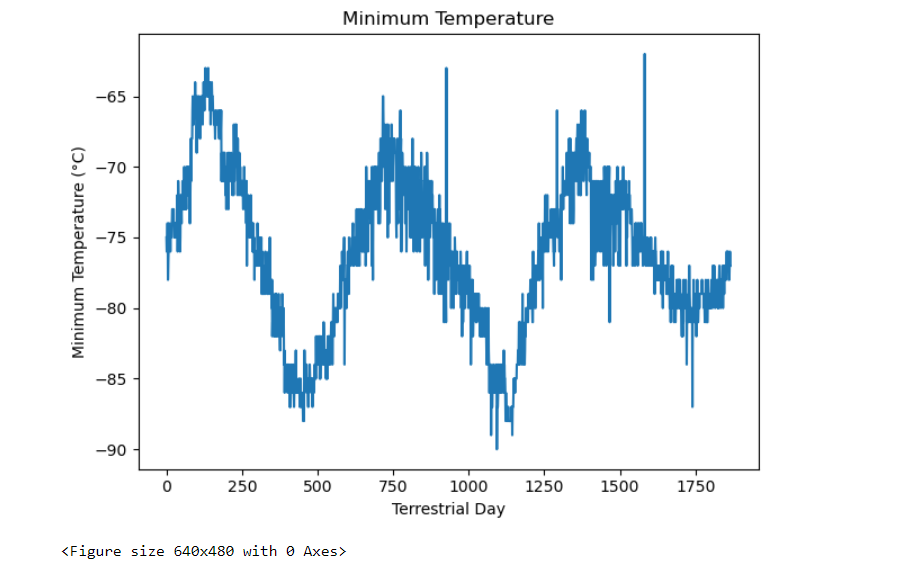 Minimum Temperature
Minimum Temperature (°C)
−65
−70
−75
−80
−85
−90
0 250 500 750 1000 1250 1500 1750
Terrestrial Day
<Figure size 640x480 with 0 Axes>